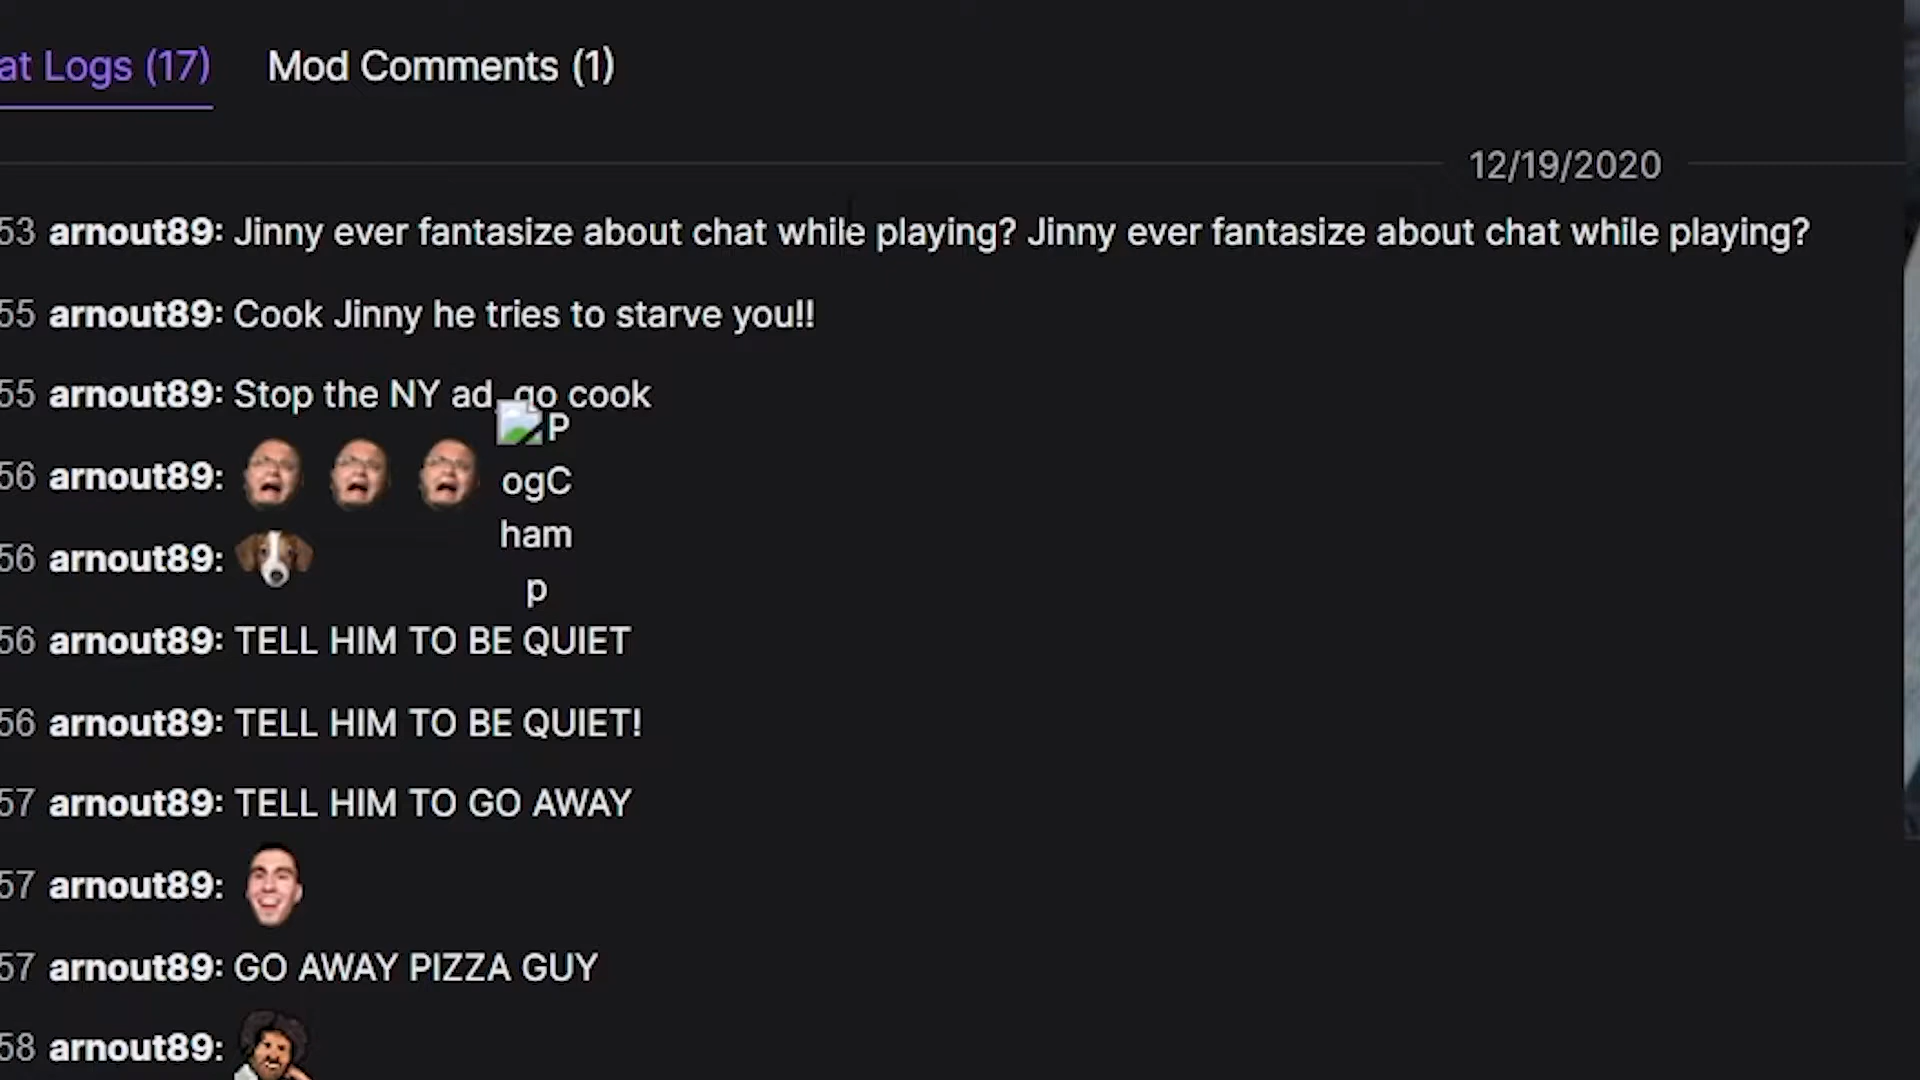 at Logs (17) Mod Comments (1)
12/19/2020
53 arnout89: Jinny ever fantasize about chat while playing? Jinny ever fantasize about chat while playing?
55 arnout89: Cook Jinny he tries to starve you!!
55 arnout89: Stop the NY ad, go cook
56 arnout89: PogChamp
56 arnout89:
56 arnout89: TELL HIM TO BE QUIET
56 arnout89: TELL HIM TO BE QUIET!
57 arnout89: TELL HIM TO GO AWAY
57 arnout89:
57 arnout89: GO AWAY PIZZA GUY
58 arnout89: